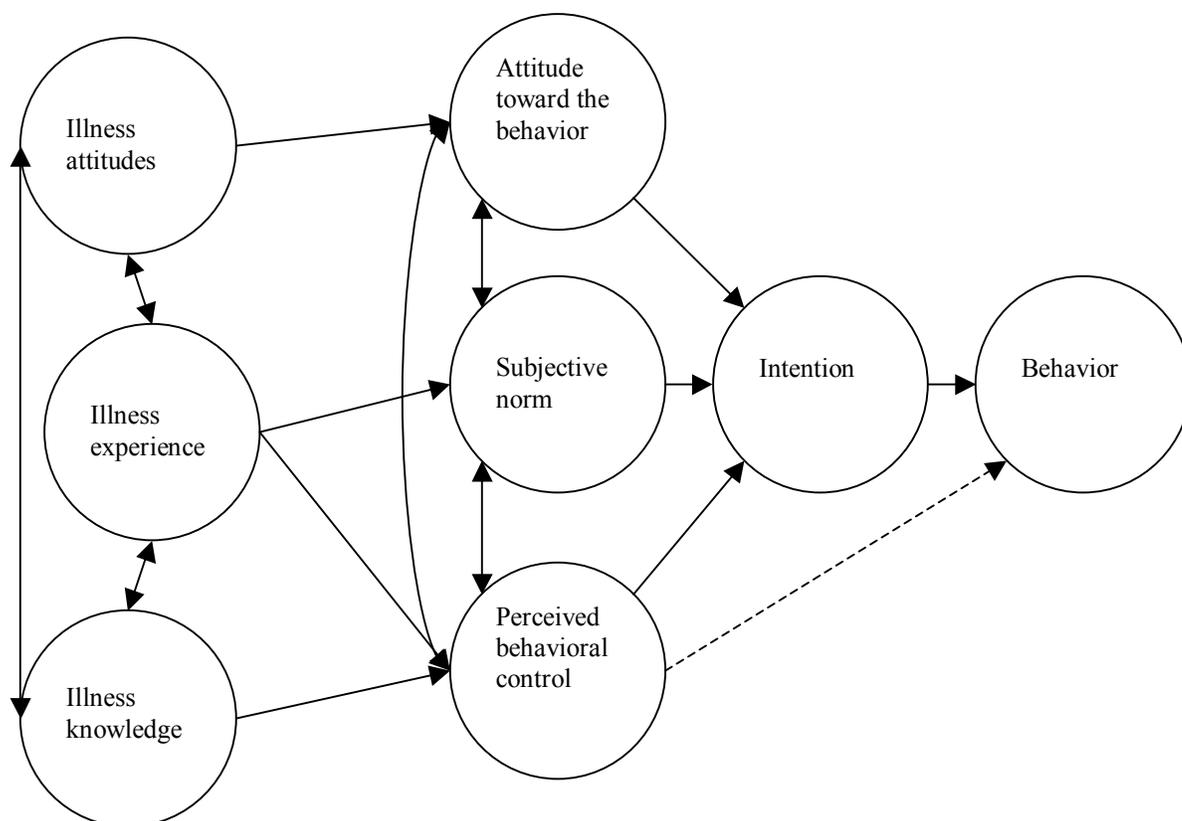 Illness
attitudes
Attitude
toward the
behavior
Illness
experience
Subjective
norm
Intention
Behavior
Illness
knowledge
Perceived
behavioral
control